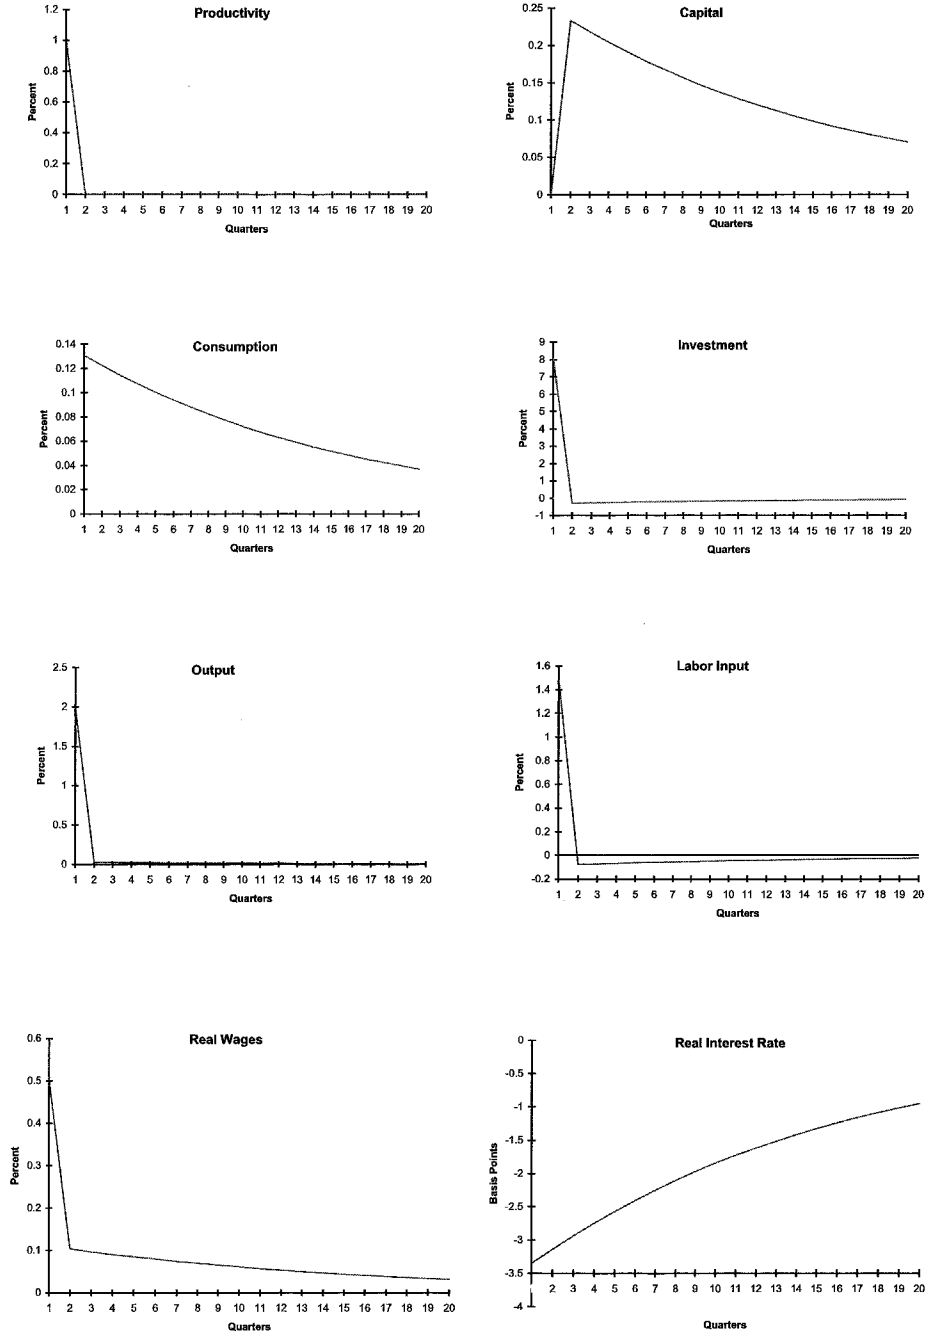 Productivity
1.2
1
0.8
0.6
0.4
0.2
0
Percent
1 2 3 4 5 6 7 8 9 10 11 12 13 14 15 16 17 18 19 20
Quarters
Capital
0.25
0.2
0.15
0.1
0.05
0
Percent
1 2 3 4 5 6 7 8 9 10 11 12 13 14 15 16 17 18 19 20
Quarters
Consumption
0.14
0.12
0.1
0.08
0.06
0.04
0.02
0
Percent
1 2 3 4 5 6 7 8 9 10 11 12 13 14 15 16 17 18 19 20
Quarters
Investment
9
8
7
6
5
4
3
2
1
0
-1
Percent
1 2 3 4 5 6 7 8 9 10 11 12 13 14 15 16 17 18 19 20
Quarters
Output
2.5
2
1.5
1
0.5
0
Percent
1 2 3 4 5 6 7 8 9 10 11 12 13 14 15 16 17 18 19 20
Quarters
Labor Input
1.6
1.4
1.2
1
0.8
0.6
0.4
0.2
0
-0.2
Percent
1 2 3 4 5 6 7 8 9 10 11 12 13 14 15 16 17 18 19 20
Quarters
Real Wages
0.6
0.5
0.4
0.3
0.2
0.1
0
Percent
1 2 3 4 5 6 7 8 9 10 11 12 13 14 15 16 17 18 19 20
Quarters
Real Interest Rate
0
-0.5
-1
-1.5
-2
-2.5
-3
-3.5
-4
Basis Points
2 3 4 5 6 7 8 9 10 11 12 13 14 15 16 17 18 19 20
Quarters